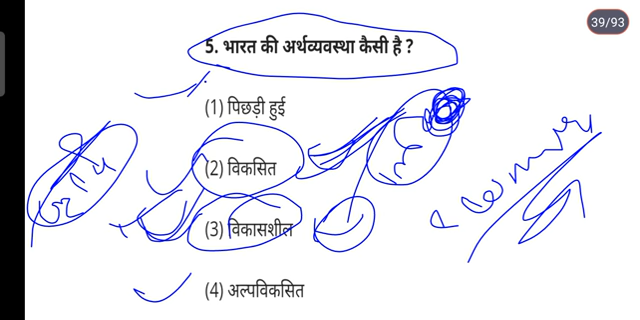 39/93
5. भारत की अर्थव्यवस्था कैसी है ?
(1) पिछड़ी हुई
(2) विकसित
(3) विकासशील
(4) अल्पविकसित